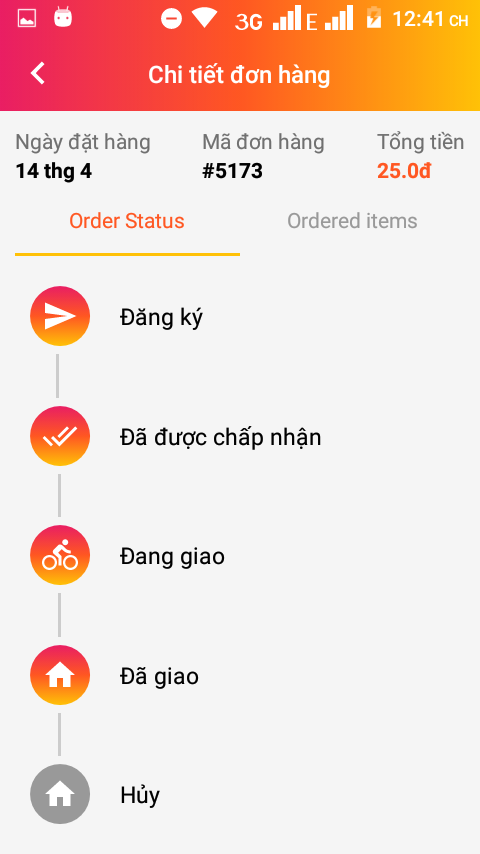 3G E 12:41 CH
Chi tiết đơn hàng
Ngày đặt hàng Mã đơn hàng Tổng tiền
14 thg 4 #5173 25.0đ
Order Status Ordered items
Đăng ký
Đã được chấp nhận
Đang giao
Đã giao
Hủy